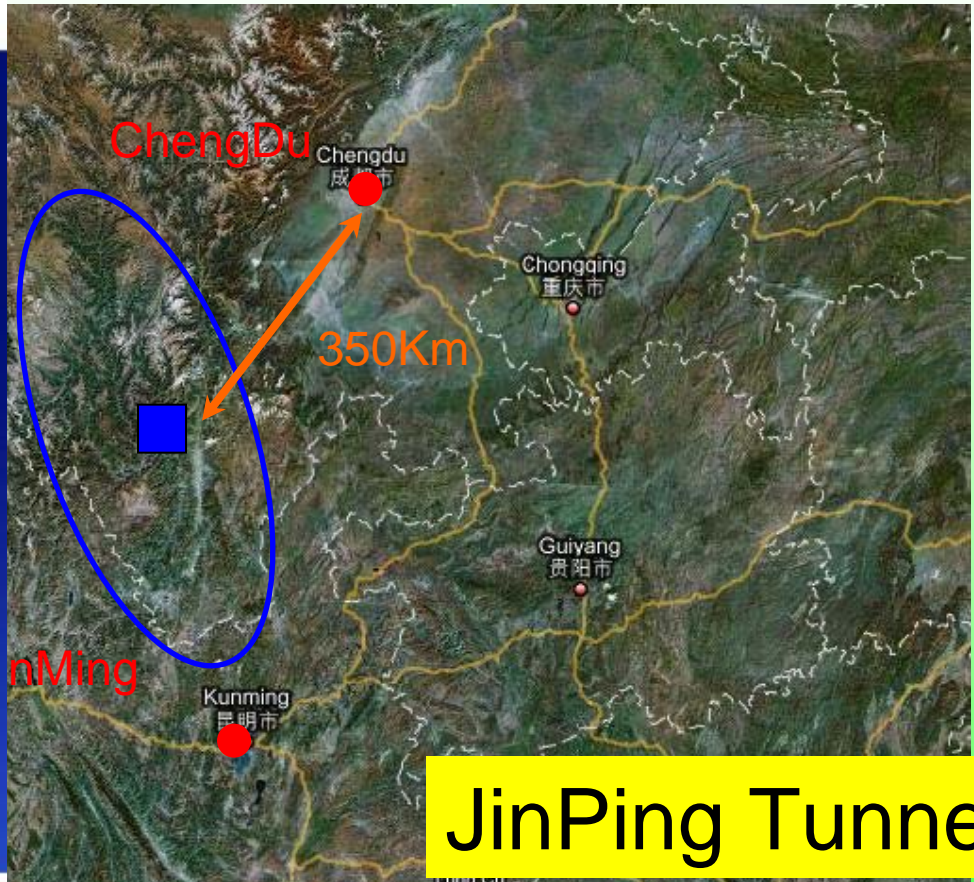 ChengDu
Chengdu
成都市
Chongqing
重庆市
350Km
Guiyang
贵阳市
nMing
Kunming
昆明市
JinPing Tunne